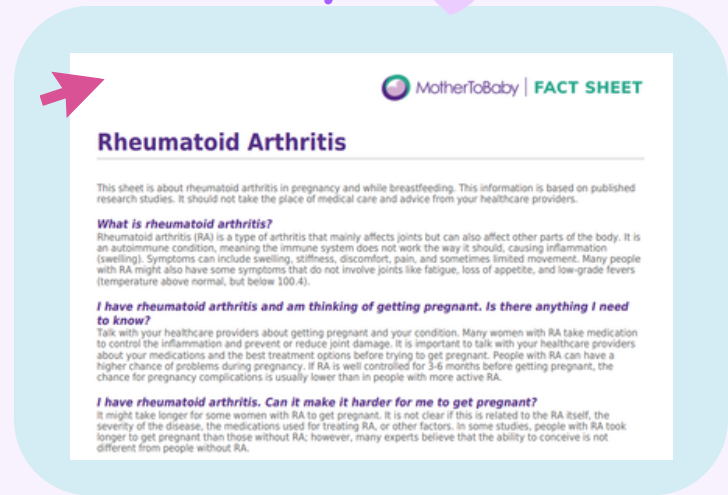 MotherToBaby | FACT SHEET
Rheumatoid Arthritis
This sheet is about rheumatoid arthritis in pregnancy and while breastfeeding. This information is based on published
research studies. It should not take the place of medical care and advice from your healthcare providers.
What is rheumatoid arthritis?
Rheumatoid arthritis (RA) is a type of arthritis that mainly affects joints but can also affect other parts of the body. It is
an autoimmune condition, meaning the immune system does not work the way it should, causing inflammation
(swelling). Symptoms can include swelling, stiffness, discomfort, pain, and sometimes limited movement. Many people
with RA might also have some symptoms that do not involve joints like fatigue, loss of appetite, and low-grade fevers
(temperature above normal, but below 100.4).
I have rheumatoid arthritis and am thinking of getting pregnant. Is there anything I need
to know?
Talk with your healthcare providers about getting pregnant and your condition. Many women with RA take medication
to control the inflammation and prevent or reduce joint damage. It is important to talk with your healthcare providers
about your medications and the best treatment options before trying to get pregnant. People with RA can have a
higher chance of problems during pregnancy. If RA is well controlled for 3-6 months before getting pregnant, the
chance for pregnancy complications is usually lower than in people with more active RA.
I have rheumatoid arthritis. Can it make it harder for me to get pregnant?
It might take longer for some women with RA to get pregnant. It is not clear if this is related to the RA itself, the
severity of the disease, the medications used for treating RA, or other factors. In some studies, people with RA took
longer to get pregnant than those without RA; however, many experts believe that the ability to conceive is not
different from people without RA.